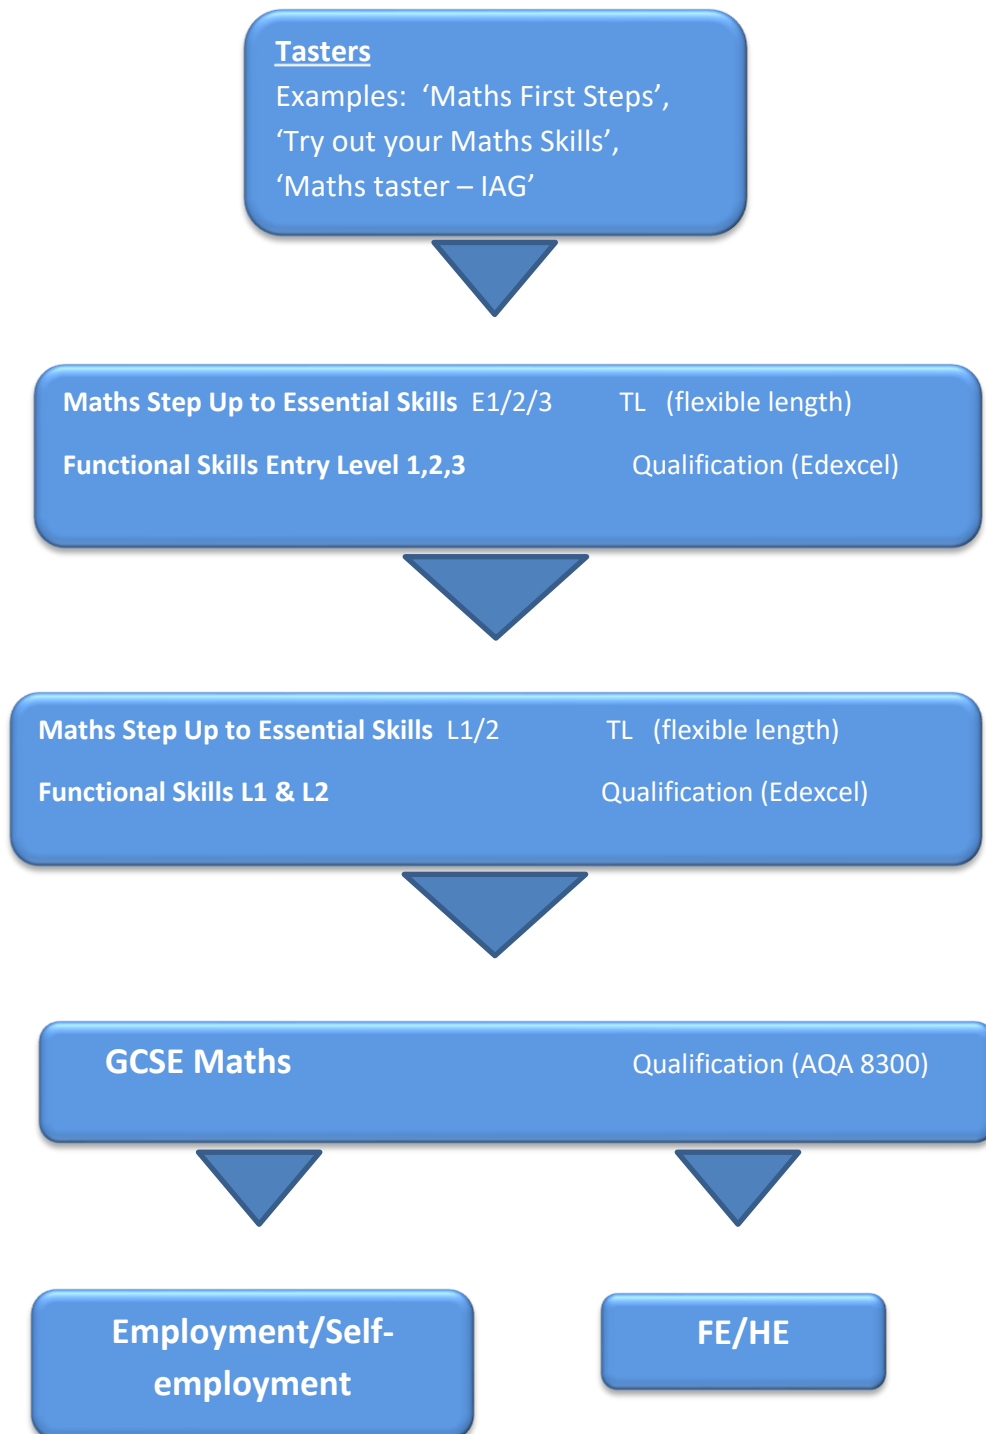 Tasters
Examples:  ‘Maths First Steps’,
‘Try out your Maths Skills’,
‘Maths taster – IAG’
Maths Step Up to Essential Skills  E1/2/3  TL  (flexible length)
Functional Skills Entry Level 1,2,3  Qualification (Edexcel)
Maths Step Up to Essential Skills  L1/2  TL  (flexible length)
Functional Skills L1 & L2  Qualification (Edexcel)
GCSE Maths  Qualification (AQA 8300)
Employment/Self-
employment
FE/HE